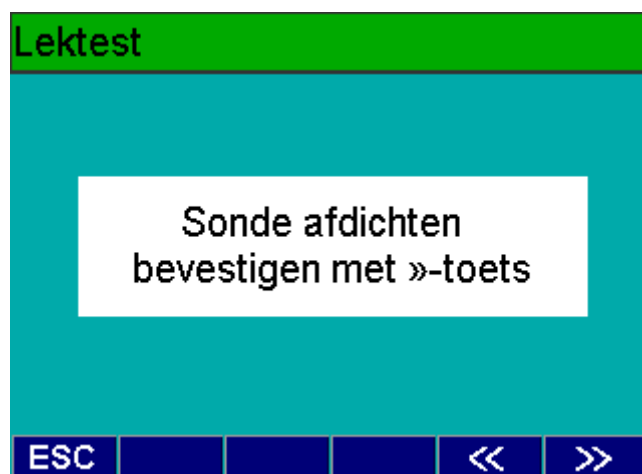 Lektest
Sonde afdichten
bevestigen met »-toets
ESC << >>